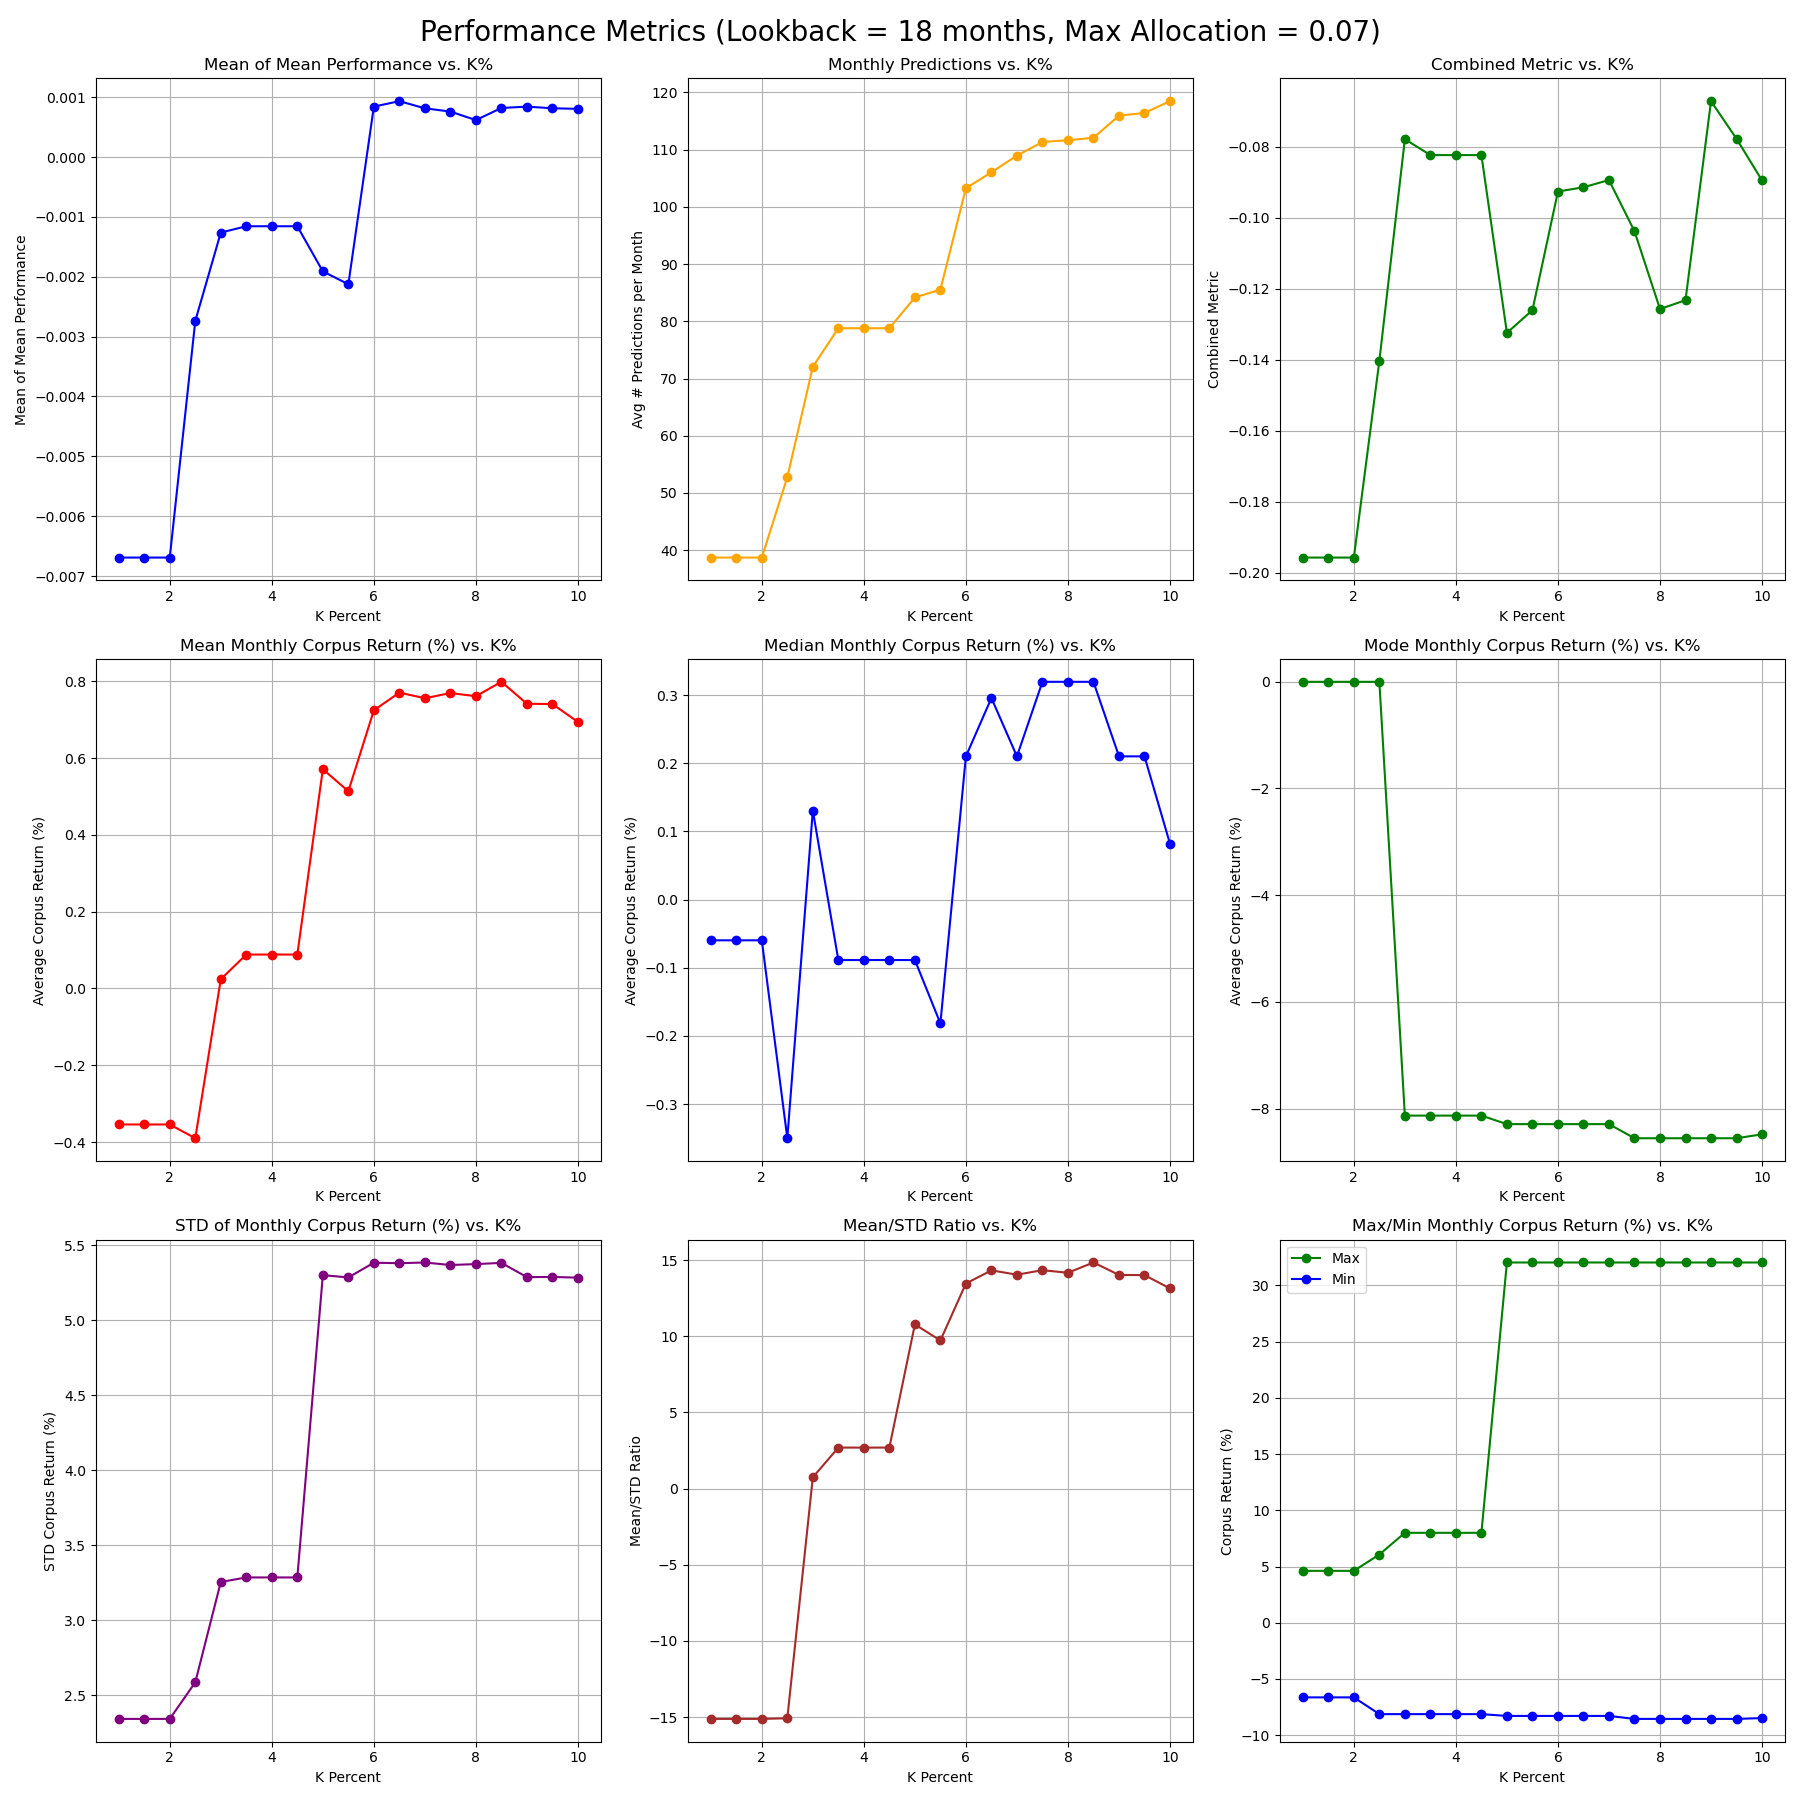 Performance Metrics (Lookback = 18 months, Max Allocation = 0.07)
Mean of Mean Performance vs. K%
0.001
0.000
−0.001
−0.002
−0.003
−0.004
−0.005
−0.006
−0.007
Mean of Mean Performance
2 4 6 8 10
K Percent
Monthly Predictions vs. K%
120
110
100
90
80
70
60
50
40
Avg # Predictions per Month
2 4 6 8 10
K Percent
Combined Metric vs. K%
−0.08
−0.10
−0.12
−0.14
−0.16
−0.18
−0.20
Combined Metric
2 4 6 8 10
K Percent
Mean Monthly Corpus Return (%) vs. K%
0.8
0.6
0.4
0.2
0.0
−0.2
−0.4
Average Corpus Return (%)
2 4 6 8 10
K Percent
Median Monthly Corpus Return (%) vs. K%
0.3
0.2
0.1
0.0
−0.1
−0.2
−0.3
Average Corpus Return (%)
2 4 6 8 10
K Percent
Mode Monthly Corpus Return (%) vs. K%
0
−2
−4
−6
−8
Average Corpus Return (%)
2 4 6 8 10
K Percent
STD of Monthly Corpus Return (%) vs. K%
5.5
5.0
4.5
4.0
3.5
3.0
2.5
STD Corpus Return (%)
2 4 6 8 10
K Percent
Mean/STD Ratio vs. K%
15
10
5
0
−5
−10
−15
Mean/STD Ratio
2 4 6 8 10
K Percent
Max/Min Monthly Corpus Return (%) vs. K%
Max
Min
30
25
20
15
10
5
0
−5
−10
Corpus Return (%)
2 4 6 8 10
K Percent